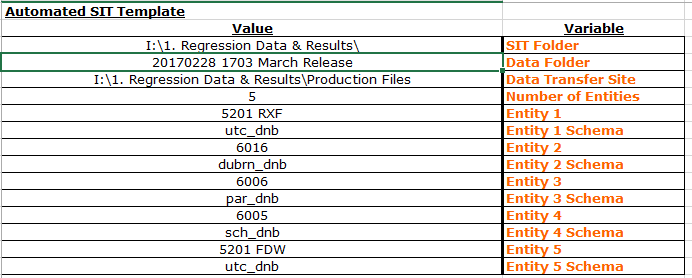 Automated SIT Template
Value Variable
I:\1. Regression Data & Results\ SIT Folder
20170228 1703 March Release Data Folder
I:\1. Regression Data & Results\Production Files Data Transfer Site
5 Number of Entities
5201 RXF Entity 1
utc_dnb Entity 1 Schema
6016 Entity 2
dubrn_dnb Entity 2 Schema
6006 Entity 3
par_dnb Entity 3 Schema
6005 Entity 4
sch_dnb Entity 4 Schema
5201 FDW Entity 5
utc_dnb Entity 5 Schema